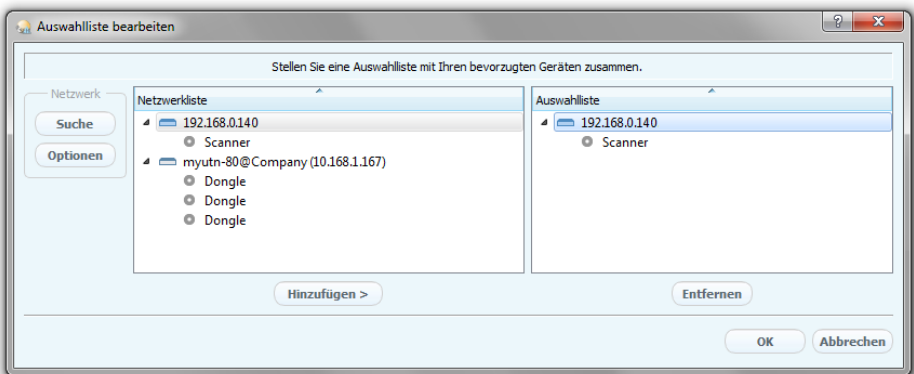 Auswahlliste bearbeiten
Stellen Sie eine Auswahlliste mit Ihren bevorzugten Geräten zusammen.
Netzwerk
Suche
Optionen
Netzwerkliste
192.168.0.140
Scanner
myutn-80@Company (10.168.1.167)
Dongle
Dongle
Dongle
Hinzufügen >
Auswahlliste
192.168.0.140
Scanner
Entfernen
OK
Abbrechen